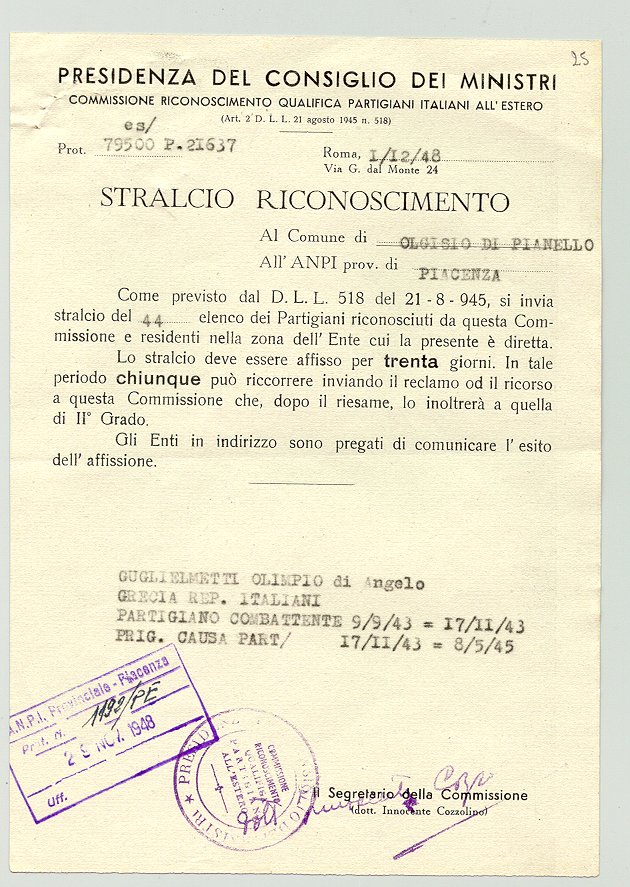 25
PRESIDENZA DEL CONSIGLIO DEI MINISTRI
COMMISSIONE RICONOSCIMENTO QUALIFICA PARTIGIANI ITALIANI ALL'ESTERO
(Art. 2 D. L. L. 21 agosto 1945 n. 518)
es/
Prot. 79500 P.21637
Roma, 1/12/48
Via G. dal Monte 24
STRALCIO RICONOSCIMENTO
Al Comune di OLGISIO DI PIANELLO
All'ANPI prov. di PIACENZA
Come previsto dal D. L. L. 518 del 21 - 8 - 945, si invia
stralcio del 44 elenco dei Partigiani riconosciuti da questa Com-
missione e residenti nella zona dell' Ente cui la presente è diretta.
Lo stralcio deve essere affisso per trenta giorni. In tale
periodo chiunque può riccorrere inviando il reclamo od il ricorso
a questa Commissione che, dopo il riesame, lo inoltrerà a quella
di II° Grado.
Gli Enti in indirizzo sono pregati di comunicare l' esito
dell' affissione.
GUGLIELMETTI OLIMPIO di Angelo
GRECIA REP. ITALIANI
PARTIGIANO COMBATTENTE 9/9/43 = 17/11/43
PRIG. CAUSA PART/ 17/11/43 = 8/5/45
A.N.P.I. Provinciale - Piacenza
Prot. N. 1192/PE
29 NOV. 1948
Uff.
COMMISSIONE
RICONOSCIMENTO
ALL'ESTERO
Il Segretario della Commissione
(dott. Innocente Cozzolino)